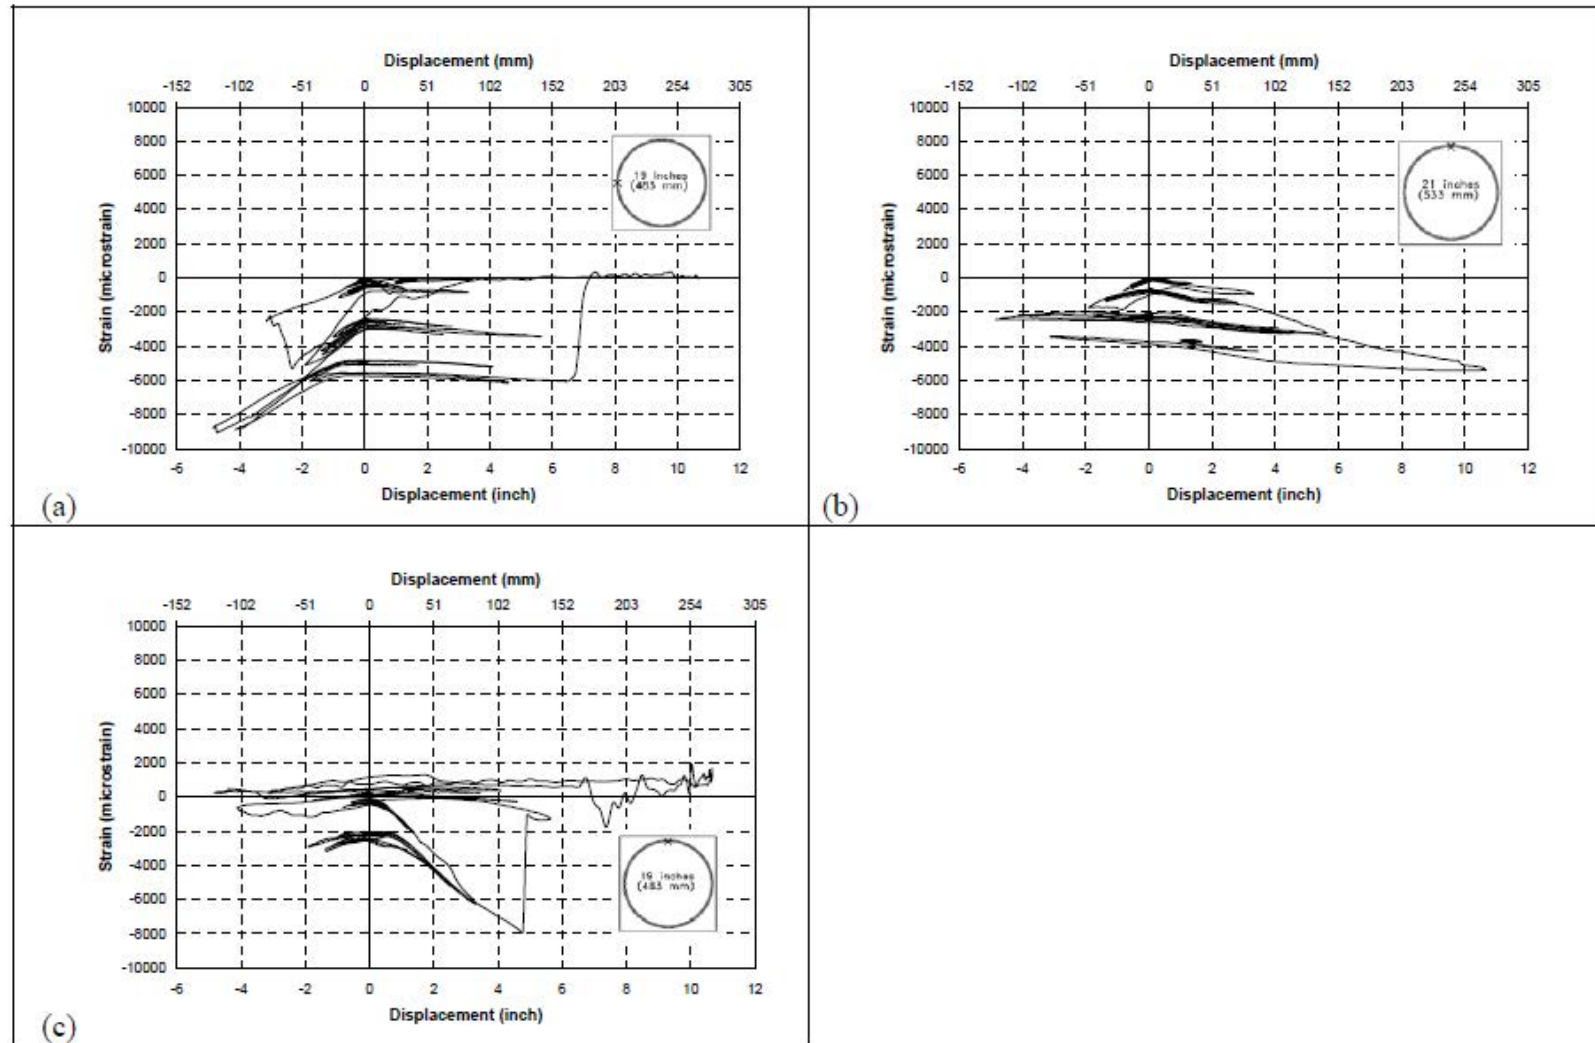 Displacement (mm)
-152 -102 -51 0 51 102 152 203 254 305
10000
8000
6000
4000
2000
0
-2000
-4000
-6000
-8000
-10000
Strain (microstrain)
19 inches
(483 mm)
-6 -4 -2 0 2 4 6 8 10 12
Displacement (inch)
(a)
Displacement (mm)
-152 -102 -51 0 51 102 152 203 254 305
10000
8000
6000
4000
2000
0
-2000
-4000
-6000
-8000
-10000
Strain (microstrain)
21 inches
(533 mm)
-6 -4 -2 0 2 4 6 8 10 12
Displacement (inch)
(b)
Displacement (mm)
-152 -102 -51 0 51 102 152 203 254 305
10000
8000
6000
4000
2000
0
-2000
-4000
-6000
-8000
-10000
Strain (microstrain)
19 inches
(483 mm)
-6 -4 -2 0 2 4 6 8 10 12
Displacement (inch)
(c)